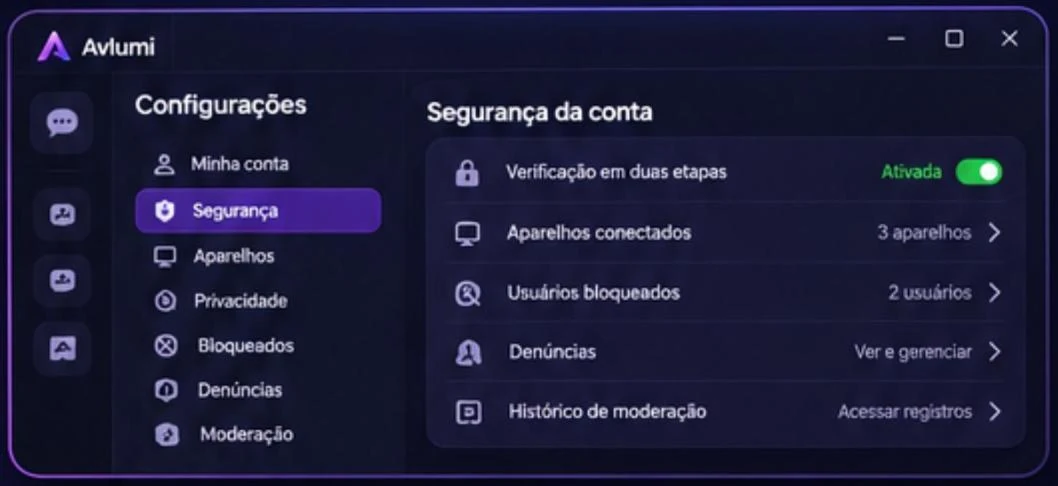 Avlumi
Configurações
Minha conta
Segurança
Aparelhos
Privacidade
Bloqueados
Denúncias
Moderação
Segurança da conta
Verificação em duas etapas Ativada
Aparelhos conectados 3 aparelhos
Usuários bloqueados 2 usuários
Denúncias Ver e gerenciar
Histórico de moderação Acessar registros